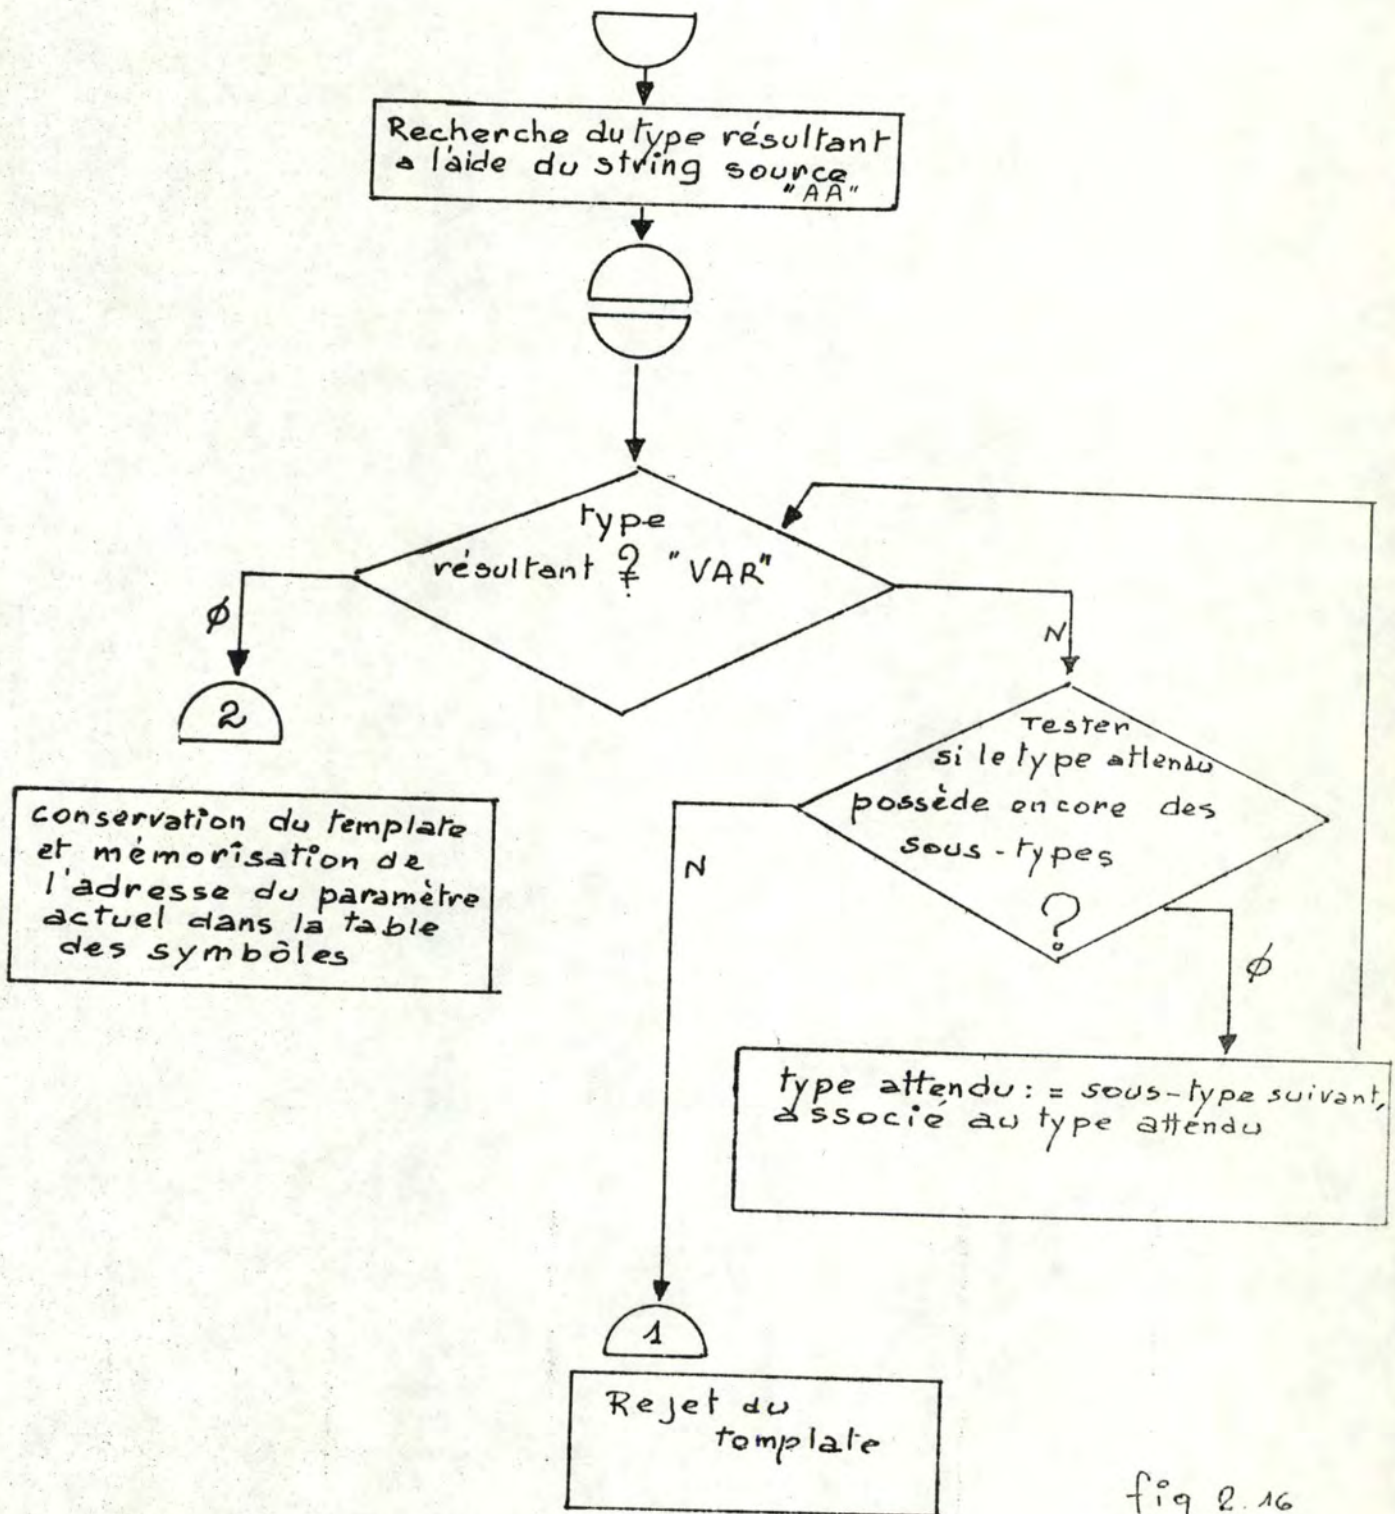 Recherche du type résultant
a l'aide du string source
"AA"
type
résultant ? "VAR"
ø
N
2
Tester
si le type attendu
possède encore des
sous-types
?
N
ø
conservation du template
et mémorisation de
l'adresse du paramètre
actuel dans la table
des symbôles
type attendu := sous-type suivant,
associé au type attendu
1
Rejet du
template
fig 2.16